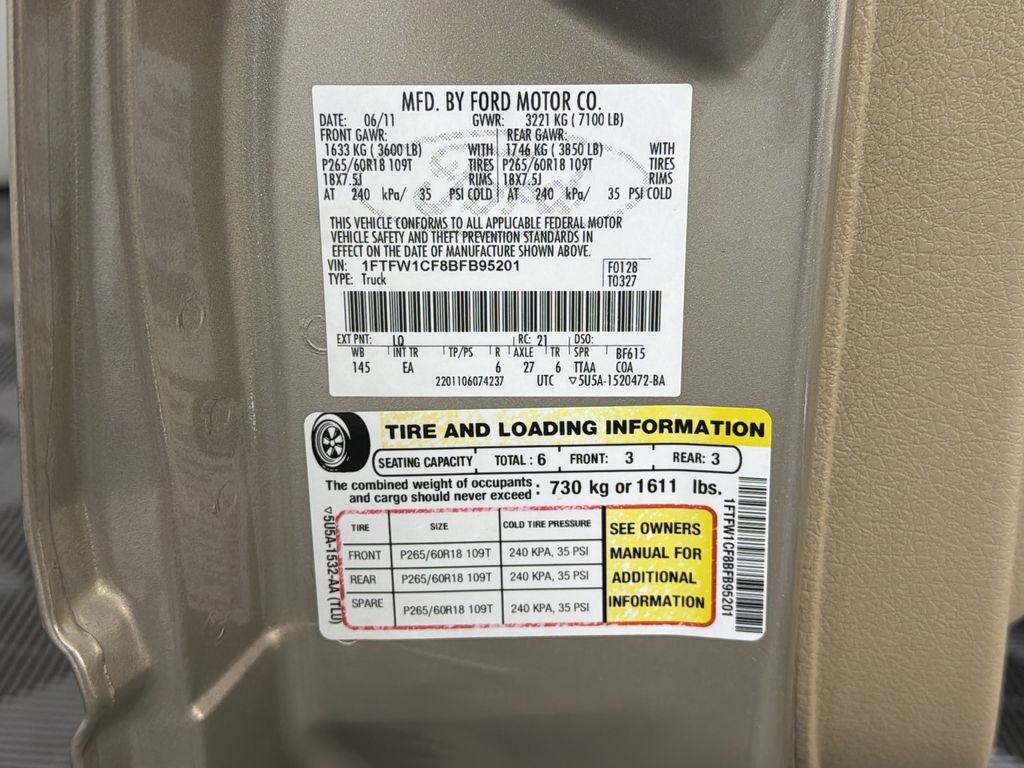 MFD. BY FORD MOTOR CO.
DATE: 06/11 GVWR: 3221 KG ( 7100 LB)
FRONT GAWR: REAR GAWR:
1633 KG ( 3600 LB) WITH 1746 KG ( 3850 LB) WITH
P265/60R18 109T TIRES P265/60R18 109T TIRES
18X7.5J RIMS 18X7.5J RIMS
AT 240 kPa/ 35 PSI COLD AT 240 kPa/ 35 PSI COLD
Ford
THIS VEHICLE CONFORMS TO ALL APPLICABLE FEDERAL MOTOR
VEHICLE SAFETY AND THEFT PREVENTION STANDARDS IN
EFFECT ON THE DATE OF MANUFACTURE SHOWN ABOVE.
VIN: 1FTFW1CF8BFB95201 F0128
TYPE: Truck T0327
EXT PNT: LQ RC: 21 DSO:
WB INT TR TP/PS R AXLE TR SPR BF615
145 EA 6 27 6 TTAA COA
2201106074237 UTC ▽5U5A-1520472-BA
TIRE AND LOADING INFORMATION
SEATING CAPACITY TOTAL : 6 FRONT: 3 REAR: 3
The combined weight of occupants
and cargo should never exceed : 730 kg or 1611 lbs.
TIRE SIZE COLD TIRE PRESSURE
FRONT P265/60R18 109T 240 KPA, 35 PSI
REAR P265/60R18 109T 240 KPA, 35 PSI
SPARE P265/60R18 109T 240 KPA, 35 PSI
SEE OWNERS
MANUAL FOR
ADDITIONAL
INFORMATION
▽5U5A-1532-AA (TL0)
1FTFW1CF8BFB95201